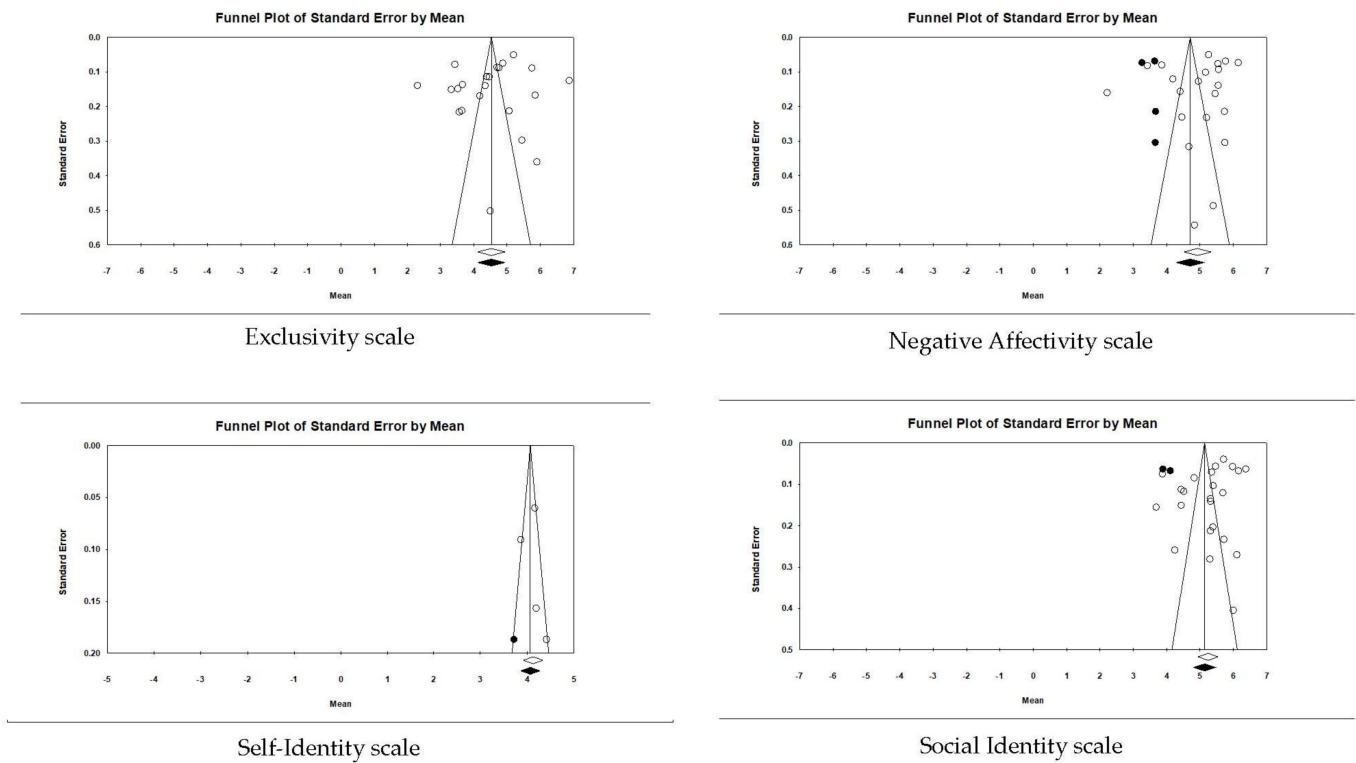 Funnel Plot of Standard Error by Mean
0.0
0.1
0.2
0.3
0.4
0.5
0.6
Standard Error
-7 -6 -5 -4 -3 -2 -1 0 1 2 3 4 5 6 7
Mean
Exclusivity scale
Funnel Plot of Standard Error by Mean
0.0
0.1
0.2
0.3
0.4
0.5
0.6
Standard Error
-7 -6 -5 -4 -3 -2 -1 0 1 2 3 4 5 6 7
Mean
Negative Affectivity scale
Funnel Plot of Standard Error by Mean
0.00
0.05
0.10
0.15
0.20
Standard Error
-5 -4 -3 -2 -1 0 1 2 3 4 5
Mean
Self-Identity scale
Funnel Plot of Standard Error by Mean
0.0
0.1
0.2
0.3
0.4
0.5
Standard Error
-7 -6 -5 -4 -3 -2 -1 0 1 2 3 4 5 6 7
Mean
Social Identity scale